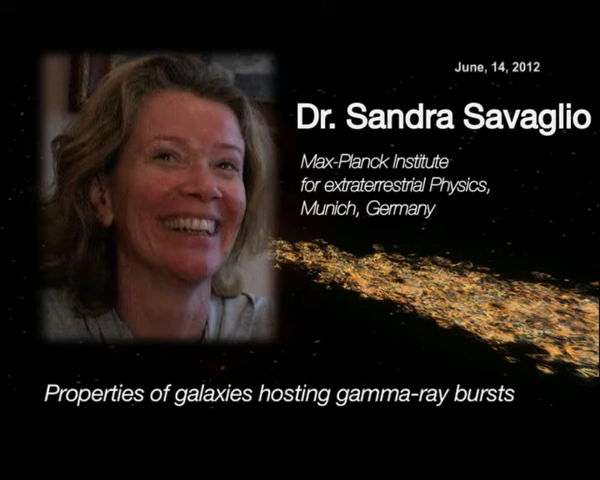 June, 14, 2012
Dr. Sandra Savaglio
Max-Planck Institute
for extraterrestrial Physics,
Munich, Germany
Properties of galaxies hosting gamma-ray bursts